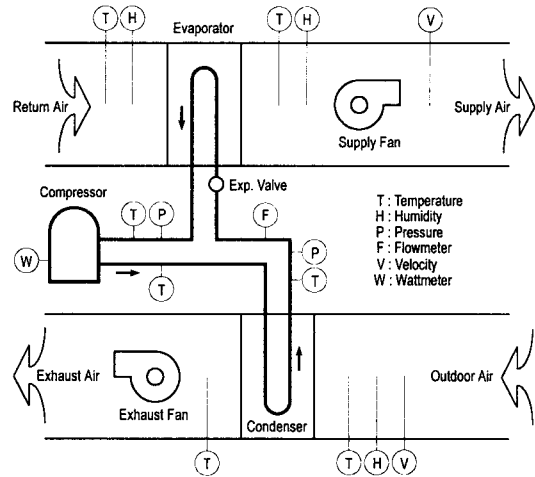 T H T H V
Evaporator
Return Air
Supply Air
Supply Fan
Exp. Valve
Compressor
T P F
T : Temperature
H : Humidity
P : Pressure
F : Flowmeter
V : Velocity
W : Wattmeter
P
W
T T
Exhaust Air
Outdoor Air
Exhaust Fan
Condenser
T T H V